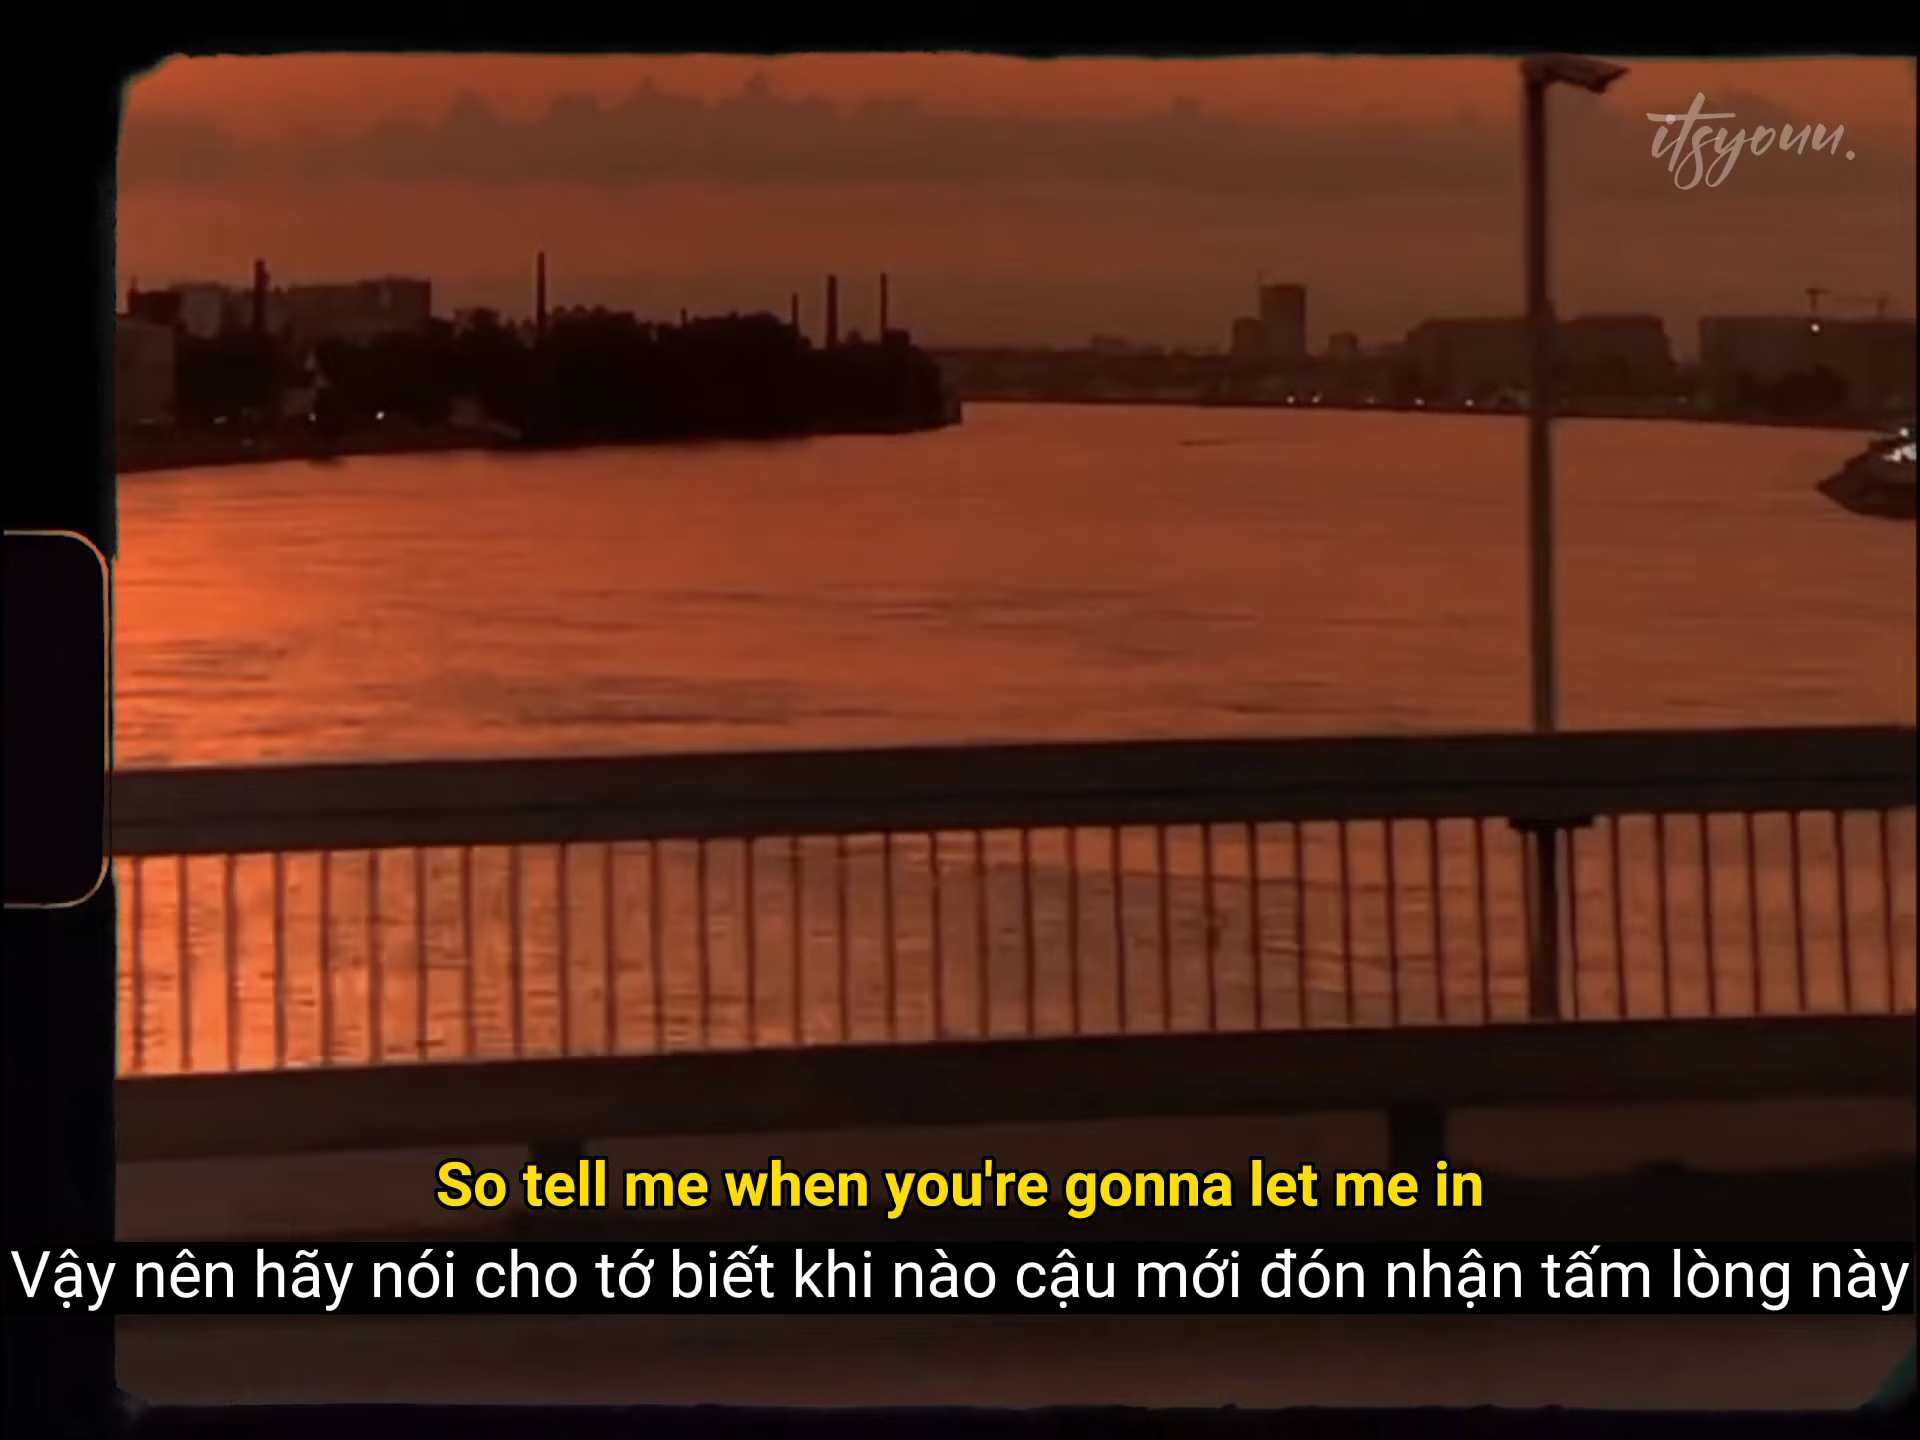 itsyouu.
So tell me when you're gonna let me in
Vậy nên hãy nói cho tớ biết khi nào cậu mới đón nhận tấm lòng này